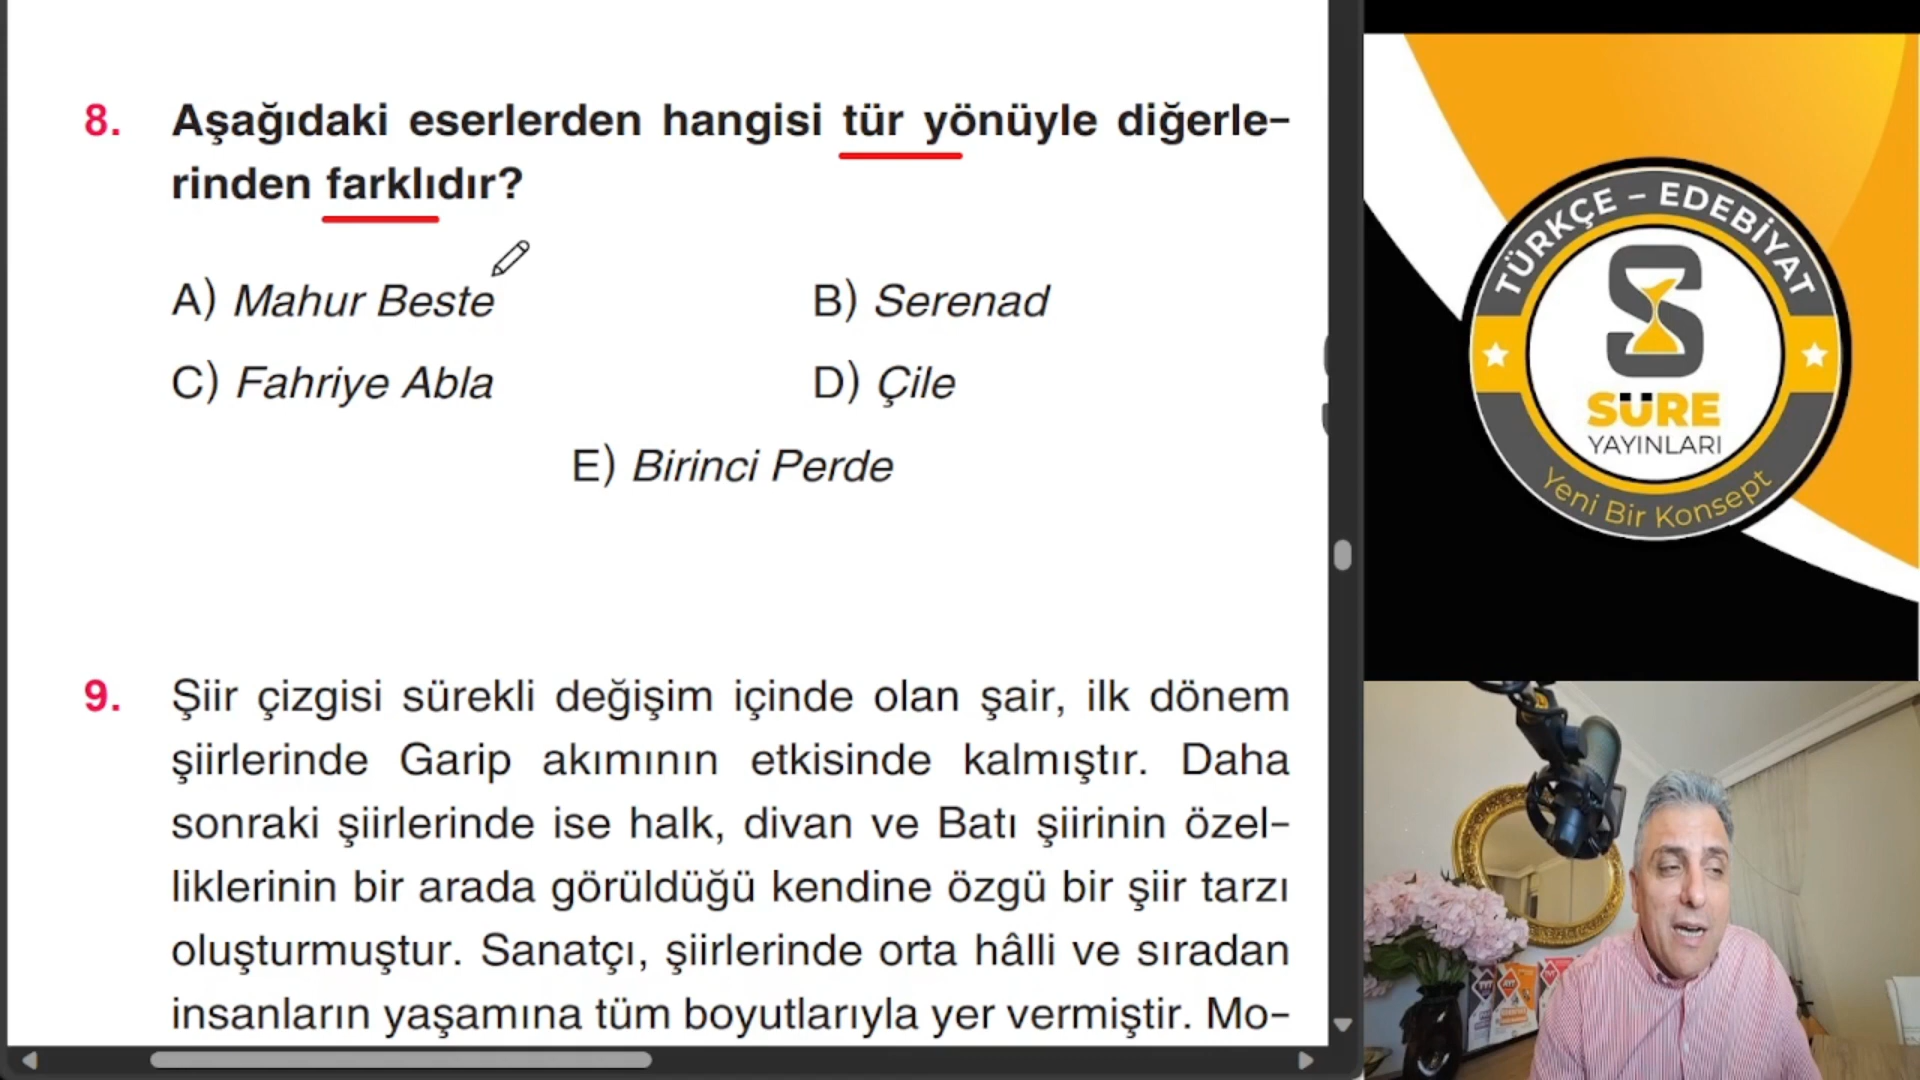 8. Aşağıdaki eserlerden hangisi tür yönüyle diğerle-
rinden farklıdır?
A) Mahur Beste
B) Serenad
C) Fahriye Abla
D) Çile
E) Birinci Perde
9. Şiir çizgisi sürekli değişim içinde olan şair, ilk dönem
şiirlerinde Garip akımının etkisinde kalmıştır. Daha
sonraki şiirlerinde ise halk, divan ve Batı şiirinin özel-
liklerinin bir arada görüldüğü kendine özgü bir şiir tarzı
oluşturmuştur. Sanatçı, şiirlerinde orta hâlli ve sıradan
insanların yaşamına tüm boyutlarıyla yer vermiştir. Mo-
TÜRKÇE - EDEBİYAT
SÜRE
YAYINLARI
Yeni Bir Konsept